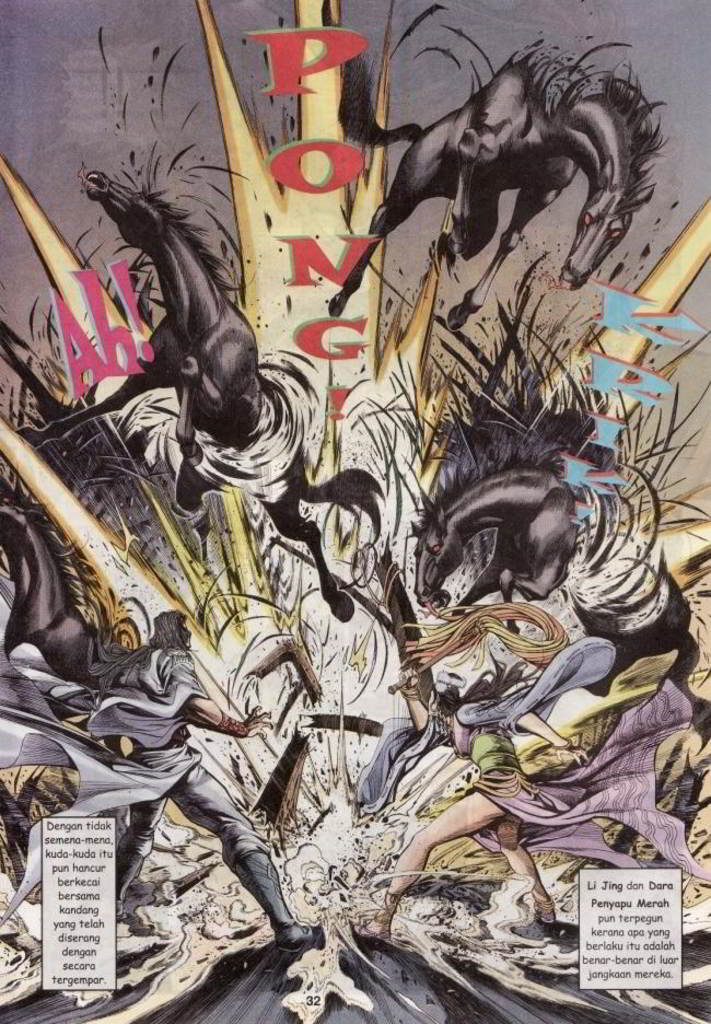 PONG!
Ah!
KRIK!
Dengan tidak
semena-mena,
kuda-kuda itu
pun hancur
berkecai
bersama
kandang
yang telah
diserang
dengan
secara
tergempar.
Li Jing dan Dara
Penyapu Merah
pun terpegun
kerana apa yang
berlaku itu adalah
benar-benar di luar
jangkaan mereka.
32